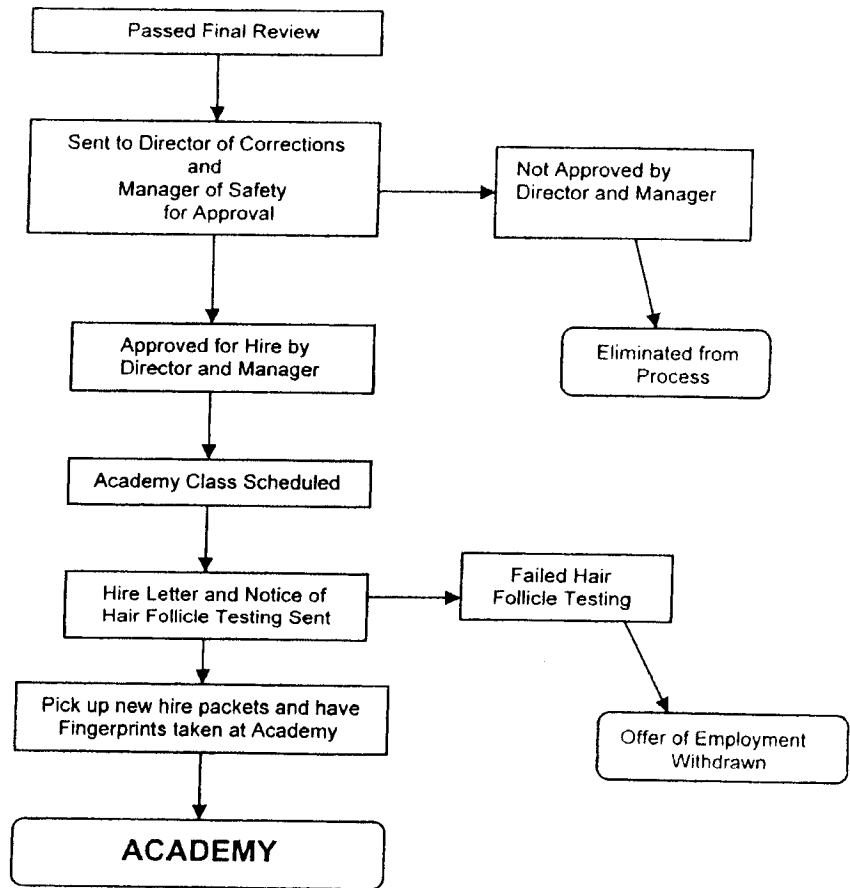 Passed Final Review
Sent to Director of Corrections
and
Manager of Safety
for Approval
Not Approved by
Director and Manager
Approved for Hire by
Director and Manager
Eliminated from
Process
Academy Class Scheduled
Hire Letter and Notice of
Hair Follicle Testing Sent
Failed Hair
Follicle Testing
Pick up new hire packets and have
Fingerprints taken at Academy
Offer of Employment
Withdrawn
ACADEMY